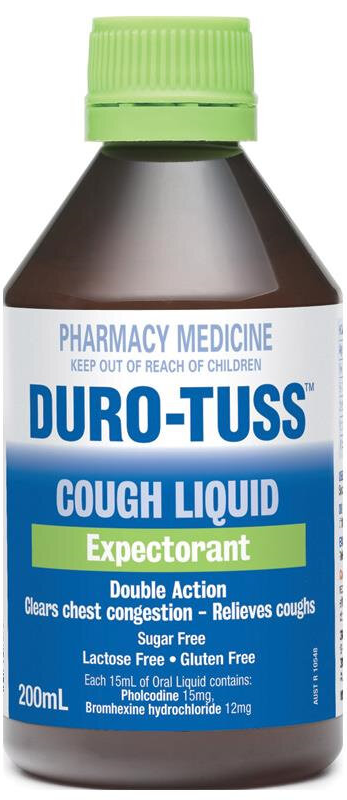 PHARMACY MEDICINE
KEEP OUT OF REACH OF CHILDREN
DURO-TUSS™
COUGH LIQUID
Expectorant
Double Action
Clears chest congestion – Relieves coughs
Sugar Free
Lactose Free • Gluten Free
Each 15mL of Oral Liquid contains:
Pholcodine 15mg,
Bromhexine hydrochloride 12mg
200mL
AUST R 10548